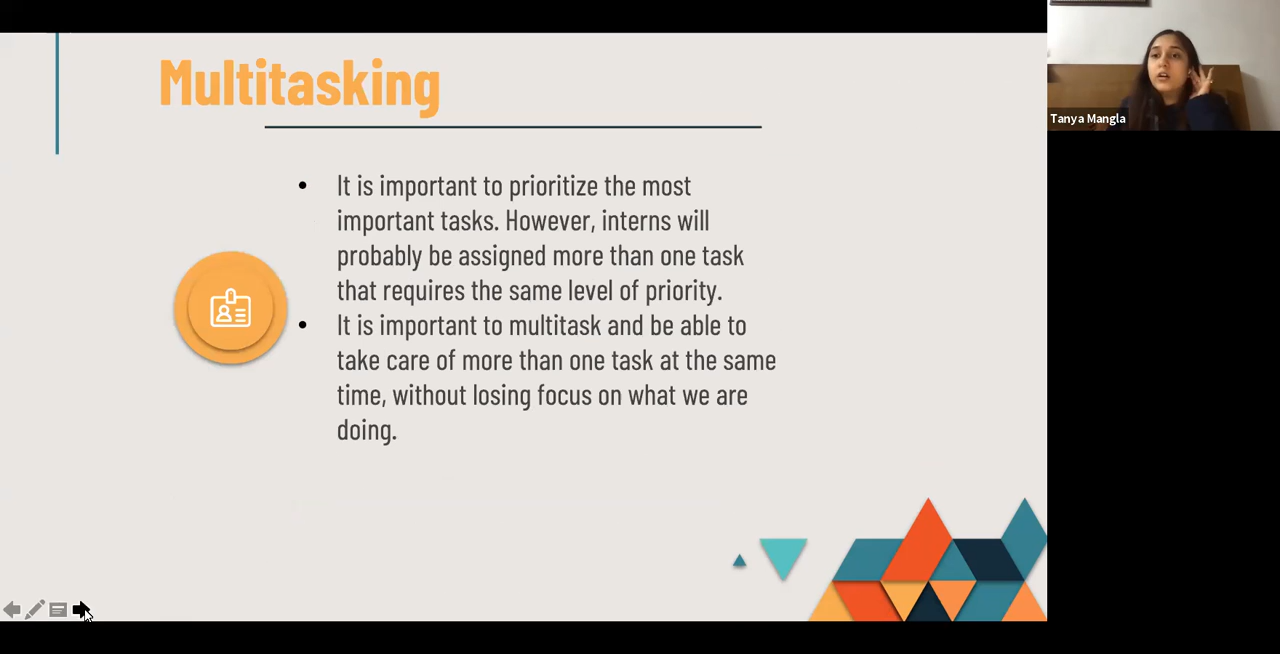 Multitasking
It is important to prioritize the most
important tasks. However, interns will
probably be assigned more than one task
that requires the same level of priority.
It is important to multitask and be able to
take care of more than one task at the same
time, without losing focus on what we are
doing.
Tanya Mangla